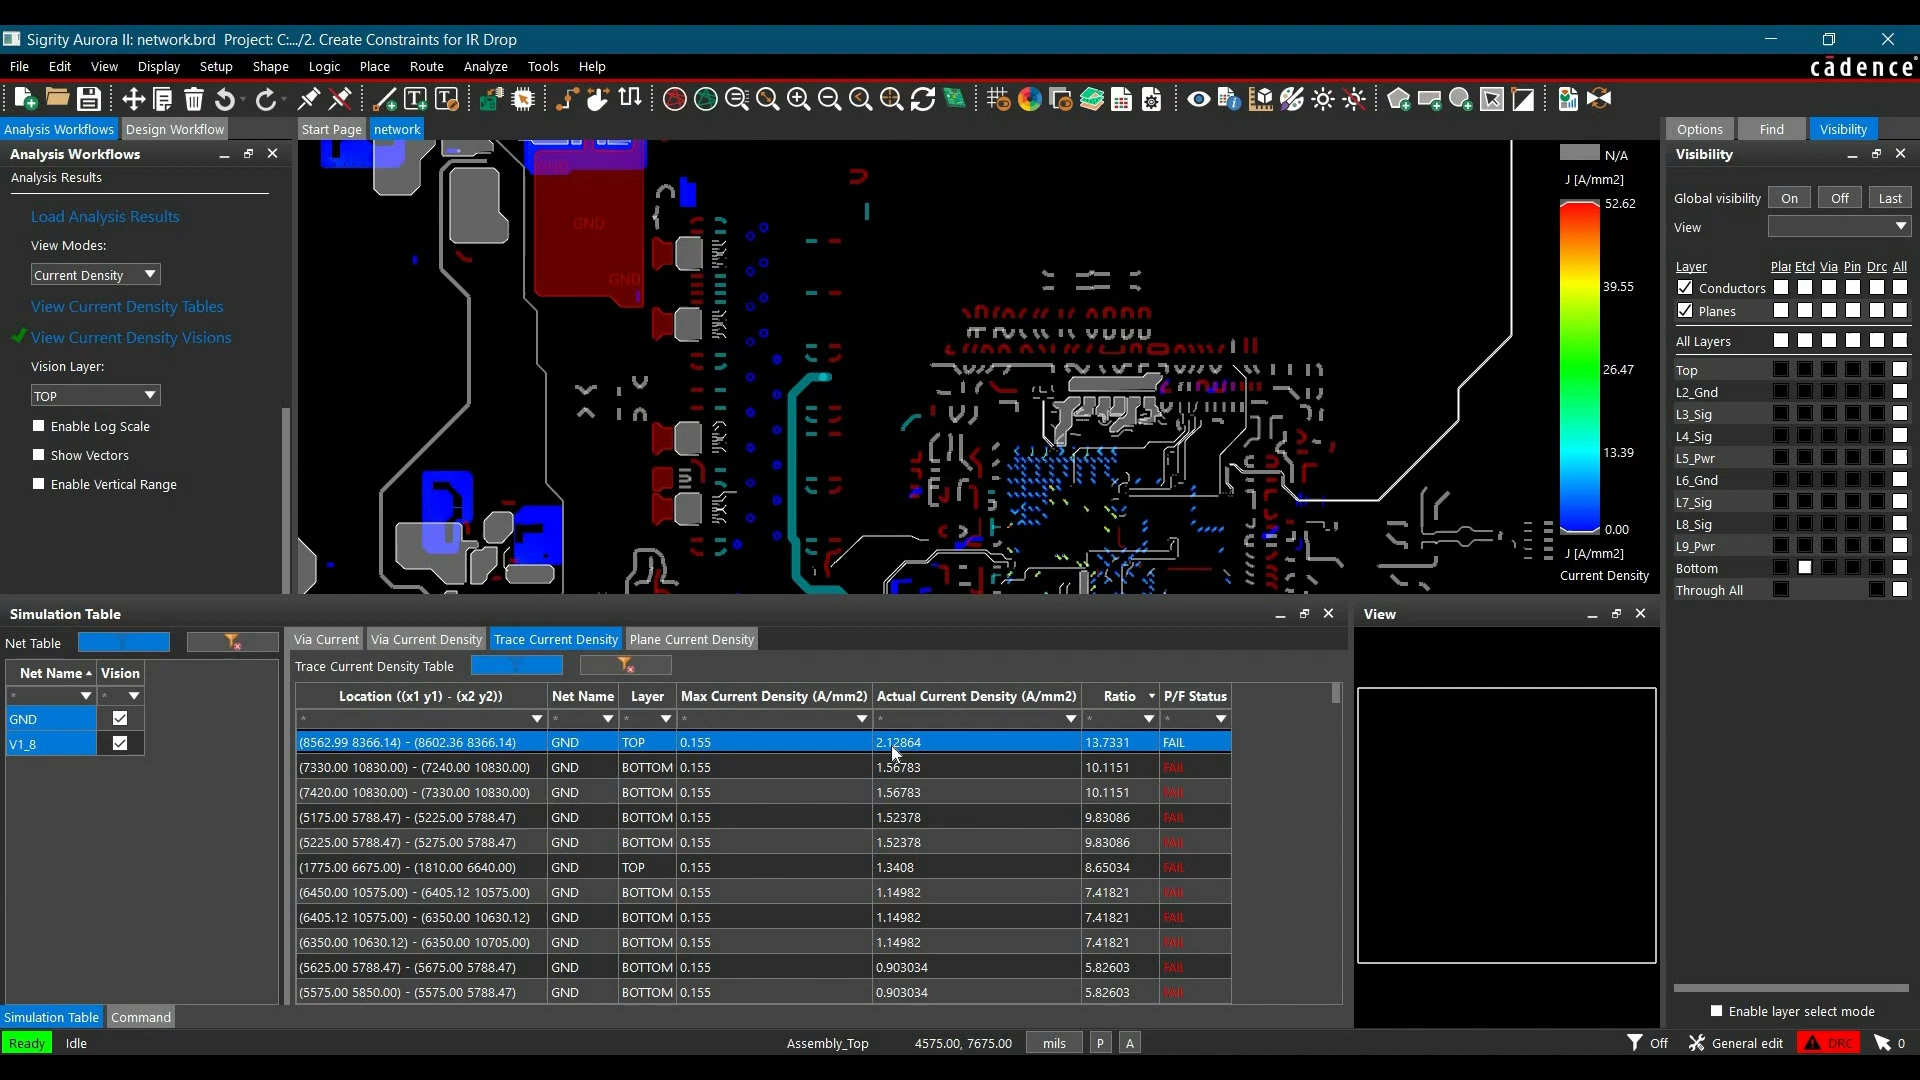 Sigrity Aurora II: network.brd  Project: C:.../2. Create Constraints for IR Drop
File Edit View Display Setup Shape Logic Place Route Analyze Tools Help
cādence
Analysis Workflows Design Workflow Start Page network Options Find Visibility
Analysis Workflows
Analysis Results
Load Analysis Results
View Modes:
Current Density
View Current Density Tables
View Current Density Visions
Vision Layer:
TOP
Enable Log Scale
Show Vectors
Enable Vertical Range
GND
GND
N/A
J [A/mm2]
52.62
39.55
26.47
13.39
0.00
J [A/mm2]
Current Density
Visibility
Global visibility On Off Last
View
Layer Plan Etch Via Pin Drc All
Conductors
Planes
All Layers
Top
L2_Gnd
L3_Sig
L4_Sig
L5_Pwr
L6_Gnd
L7_Sig
L8_Sig
L9_Pwr
Bottom
Through All
Enable layer select mode
Simulation Table
Net Table
Net Name Vision
* *
GND
V1_8
Via Current Via Current Density Trace Current Density Plane Current Density
Trace Current Density Table
Location ((x1 y1) - (x2 y2)) Net Name Layer Max Current Density (A/mm2) Actual Current Density (A/mm2) Ratio P/F Status
* * * * * * *
(8562.99 8366.14) - (8602.36 8366.14) GND TOP 0.155 2.12864 13.7331 FAIL
(7330.00 10830.00) - (7240.00 10830.00) GND BOTTOM 0.155 1.56783 10.1151 FAIL
(7420.00 10830.00) - (7330.00 10830.00) GND BOTTOM 0.155 1.56783 10.1151 FAIL
(5175.00 5788.47) - (5225.00 5788.47) GND BOTTOM 0.155 1.52378 9.83086 FAIL
(5225.00 5788.47) - (5275.00 5788.47) GND BOTTOM 0.155 1.52378 9.83086 FAIL
(1775.00 6675.00) - (1810.00 6640.00) GND TOP 0.155 1.3408 8.65034 FAIL
(6450.00 10575.00) - (6405.12 10575.00) GND BOTTOM 0.155 1.14982 7.41821 FAIL
(6405.12 10575.00) - (6350.00 10630.12) GND BOTTOM 0.155 1.14982 7.41821 FAIL
(6350.00 10630.12) - (6350.00 10705.00) GND BOTTOM 0.155 1.14982 7.41821 FAIL
(5625.00 5788.47) - (5675.00 5788.47) GND BOTTOM 0.155 0.903034 5.82603 FAIL
(5575.00 5850.00) - (5575.00 5788.47) GND BOTTOM 0.155 0.903034 5.82603 FAIL
View
Simulation Table Command
Ready Idle Assembly_Top 4575.00, 7675.00 mils P A Off General edit DRC 0